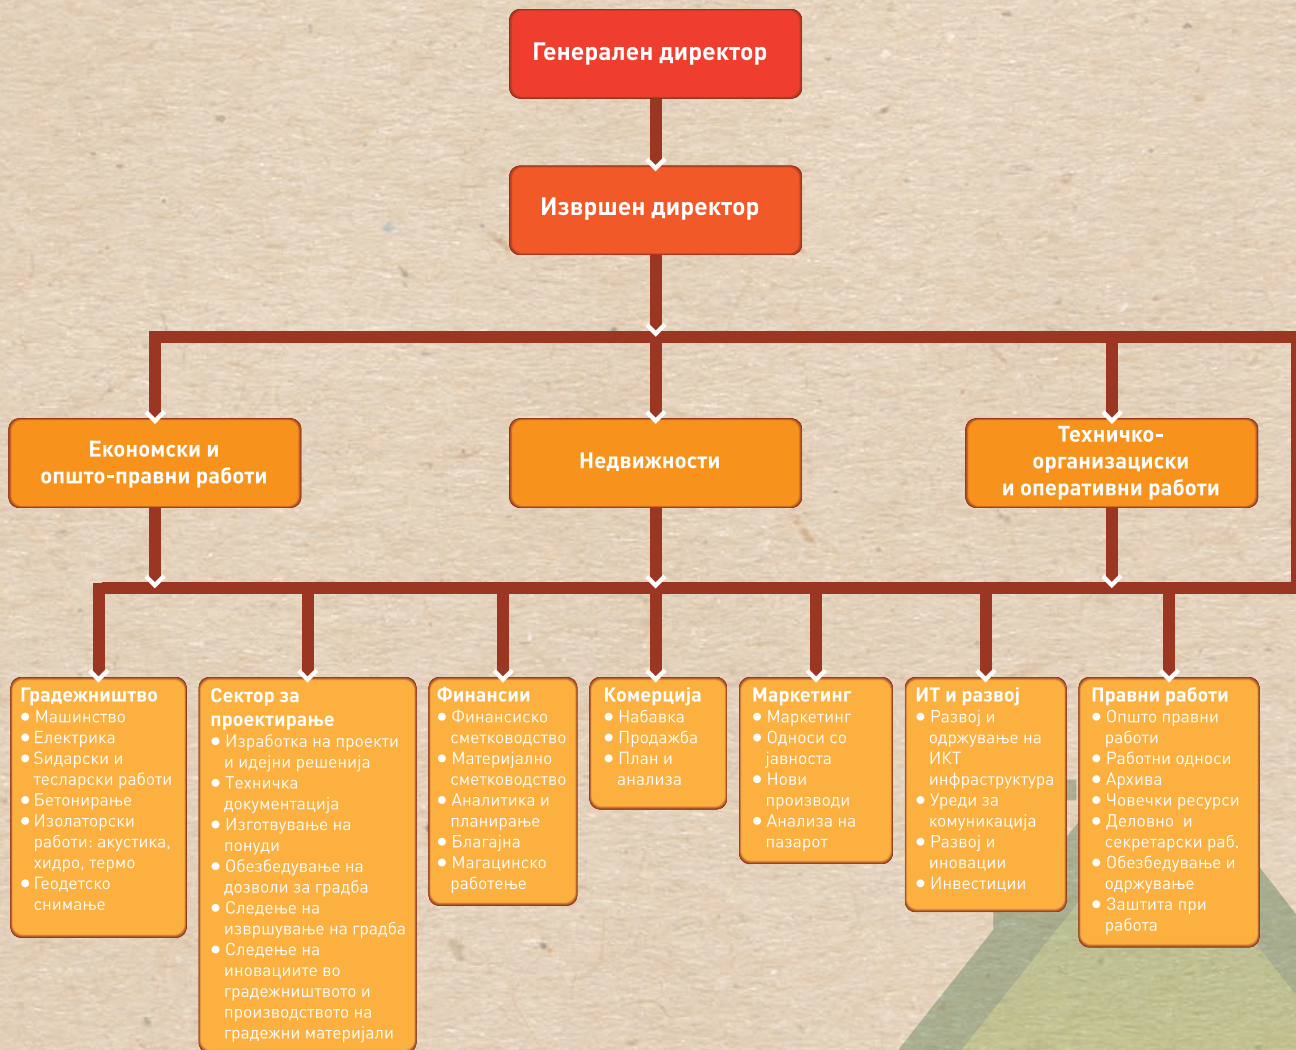 Генерален директор
Извршен директор
Економски и
општо-правни работи
Недвижности
Техничко-
организациски
и оперативни работи
Градежништво
● Машинство
● Електрика
● Ѕидарски и
тесларски работи
● Бетонирање
● Изолаторски
работи: акустика,
хидро, термо
● Геодетско
снимање
Сектор за
проектирање
● Изработка на проекти
и идејни решенија
● Техничка
документација
● Изготвување на
понуди
● Обезбедување на
дозволи за градба
● Следење на
извршување на градба
● Следење на
иновациите во
градежништвото и
производството на
градежни материјали
Финансии
● Финансиско
сметководство
● Материјално
сметководство
● Аналитика и
планирање
● Благајна
● Магацинско
работење
Комерција
● Набавка
● Продажба
● План и
анализа
Маркетинг
● Маркетинг
● Односи со
јавноста
● Нови
производи
● Анализа на
пазарот
ИТ и развој
● Развој и
одржување на
ИКТ
инфраструктура
● Уреди за
комуникација
● Развој и
иновации
● Инвестиции
Правни работи
● Општо правни
работи
● Работни односи
● Архива
● Човечки ресурси
● Деловно и
секретарски раб.
● Обезбедување и
одржување
● Заштита при
работа